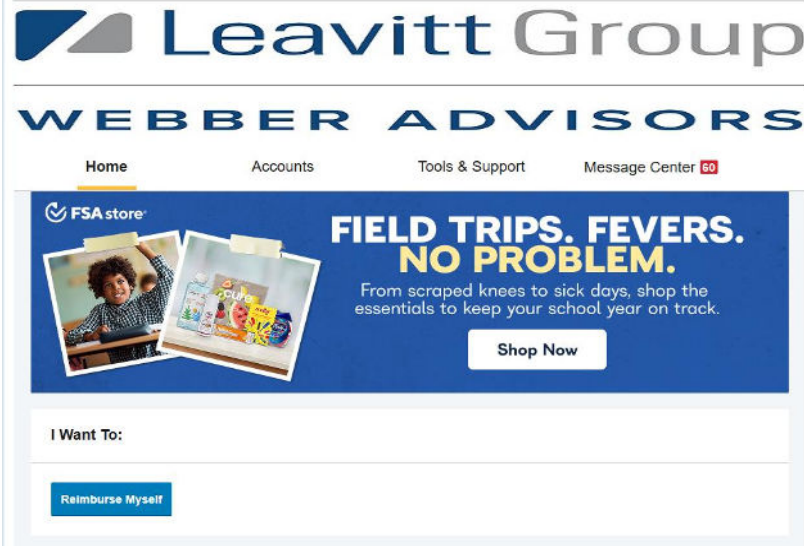 Leavitt Group
WEBBER ADVISORS
Home Accounts Tools & Support Message Center 60
FSA store
FIELD TRIPS. FEVERS.
NO PROBLEM.
From scraped knees to sick days, shop the
essentials to keep your school year on track.
Shop Now
I Want To:
Reimburse Myself